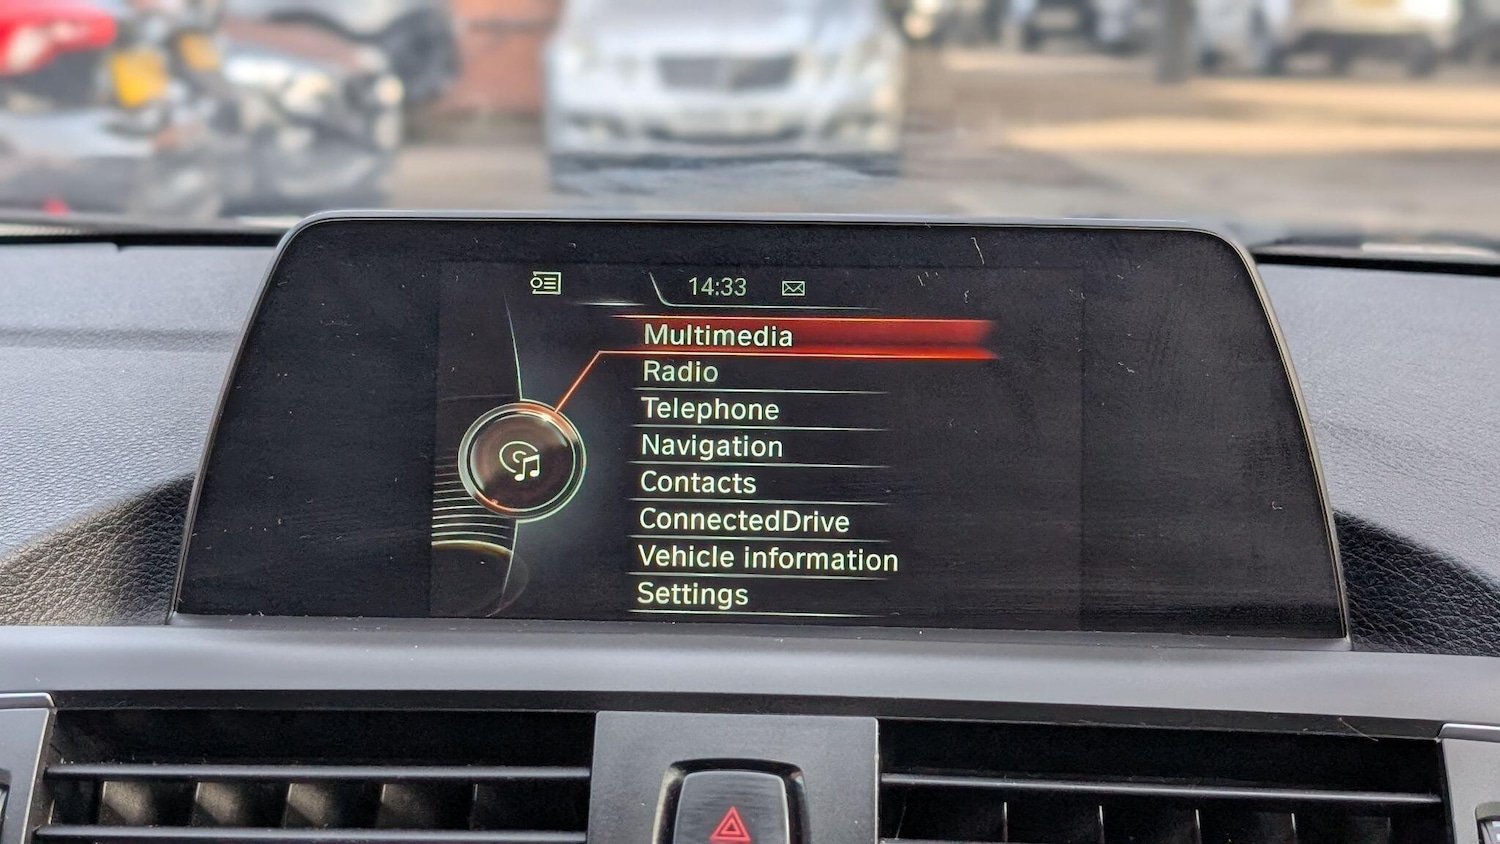 14:33
Multimedia
Radio
Telephone
Navigation
Contacts
ConnectedDrive
Vehicle information
Settings